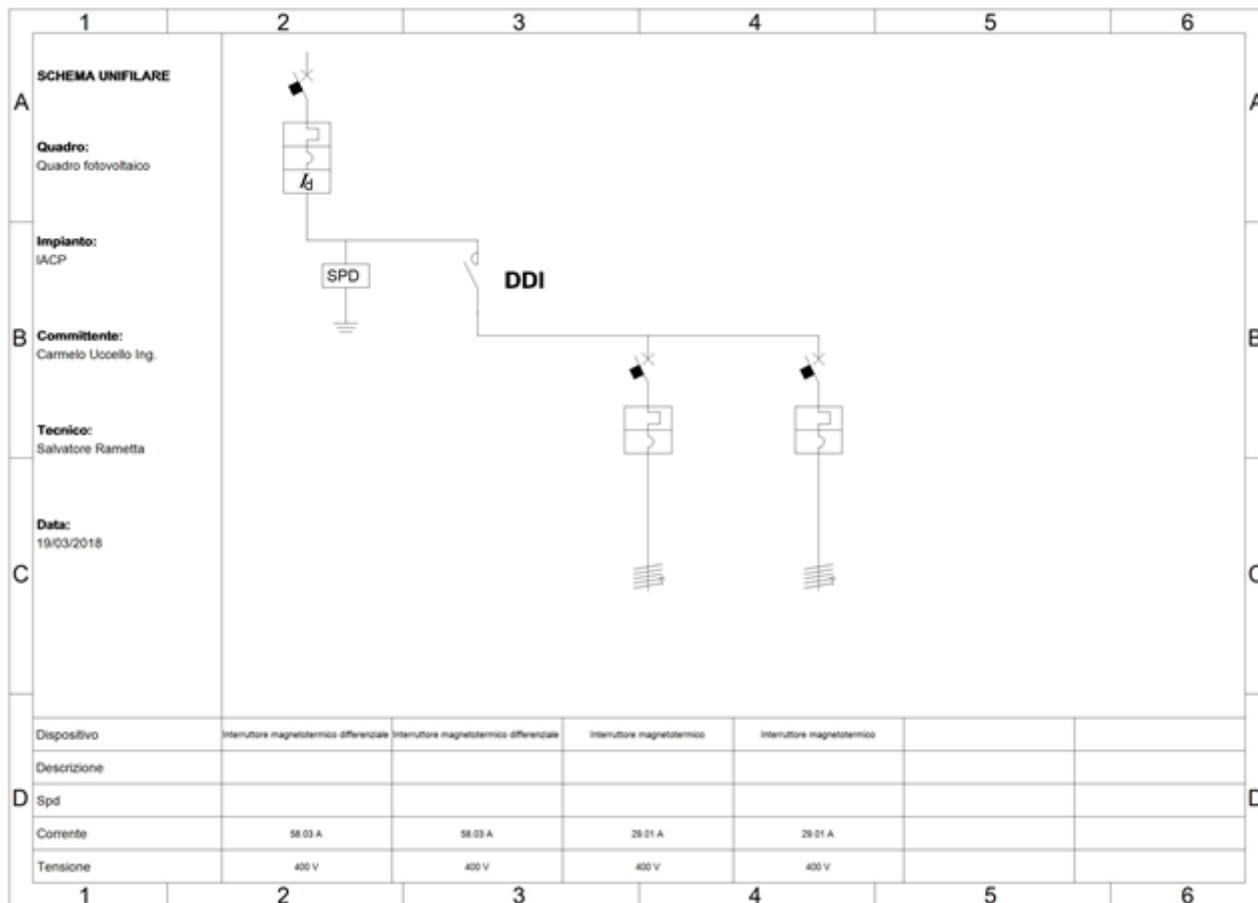 1 2 3 4 5 6
SCHEMA UNIFILARE
A A
Quadro:
Quadro fotovoltaico
Id
Impianto:
IACP
SPD
DDI
B B
Committente:
Carmelo Uccello Ing.
Tecnico:
Salvatore Rametta
Data:
19/03/2018
C C
Dispositivo Interruttore magnetotermico differenziale Interruttore magnetotermico differenziale Interruttore magnetotermico Interruttore magnetotermico
Descrizione
D Spd D
Corrente 58.03 A 58.03 A 29.01 A 29.01 A
Tensione 400 V 400 V 400 V 400 V
1 2 3 4 5 6